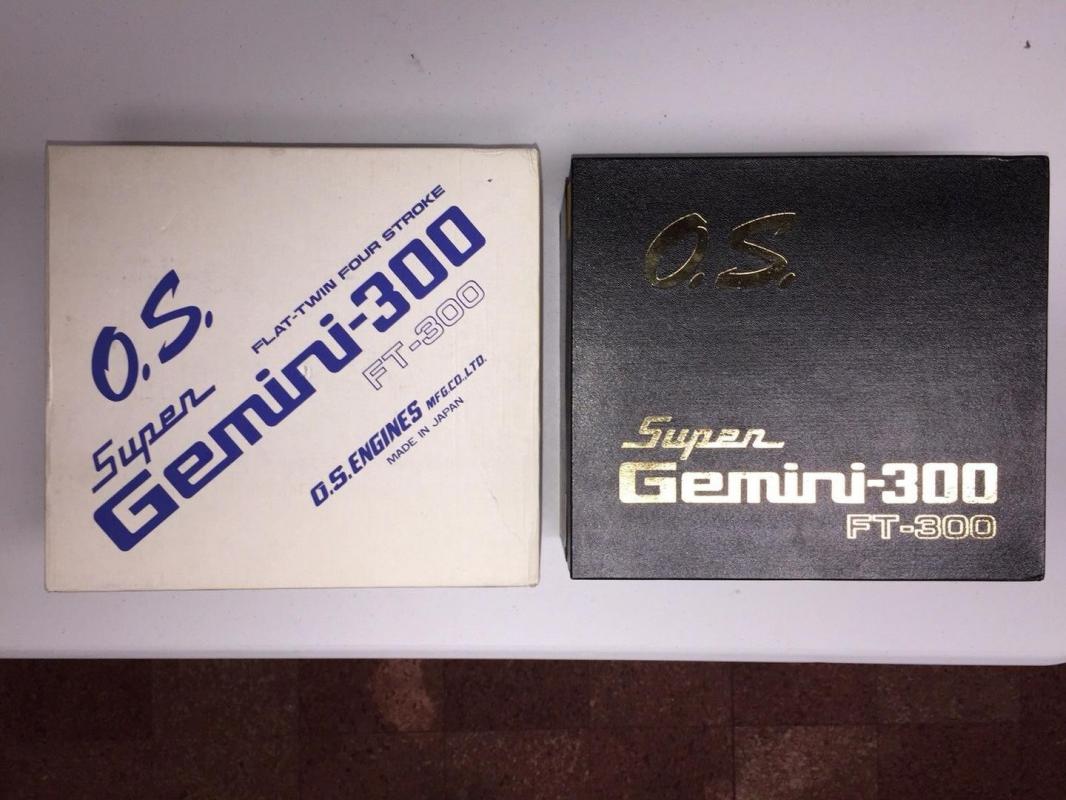 O.S.
FLAT-TWIN FOUR STROKE
Super
Gemini-300
FT-300
O.S.ENGINES MFG.CO.,LTD.
MADE IN JAPAN
O.S.
Super
Gemini-300
FT-300